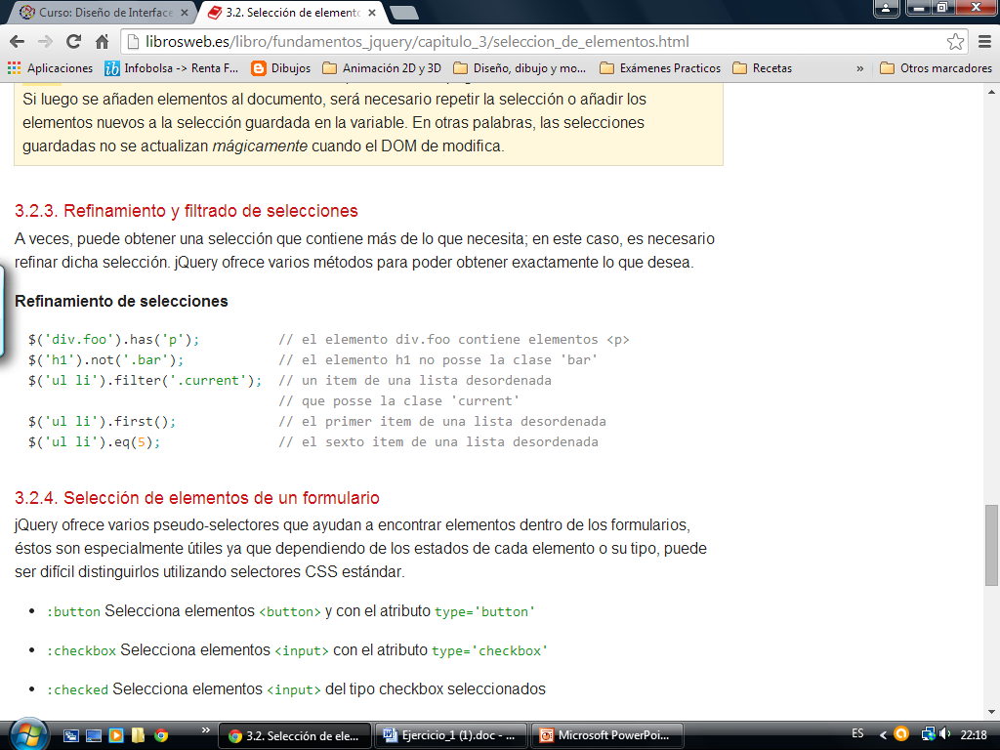 Curso: Diseño de Interface
3.2. Selección de element
librosweb.es/libro/fundamentos_jquery/capitulo_3/seleccion_de_elementos.html
Aplicaciones
Infobolsa -> Renta F...
Dibujos
Animación 2D y 3D
Diseño, dibujo y mo...
Exámenes Practicos
Recetas
»
Otros marcadores
Si luego se añaden elementos al documento, será necesario repetir la selección o añadir los
elementos nuevos a la selección guardada en la variable. En otras palabras, las selecciones
guardadas no se actualizan mágicamente cuando el DOM de modifica.
3.2.3. Refinamiento y filtrado de selecciones
A veces, puede obtener una selección que contiene más de lo que necesita; en este caso, es necesario
refinar dicha selección. jQuery ofrece varios métodos para poder obtener exactamente lo que desea.
Refinamiento de selecciones
$('div.foo').has('p');          // el elemento div.foo contiene elementos <p>
$('h1').not('.bar');            // el elemento h1 no posse la clase 'bar'
$('ul li').filter('.current');  // un item de una lista desordenada
// que posse la clase 'current'
$('ul li').first();             // el primer item de una lista desordenada
$('ul li').eq(5);               // el sexto item de una lista desordenada
3.2.4. Selección de elementos de un formulario
jQuery ofrece varios pseudo-selectores que ayudan a encontrar elementos dentro de los formularios,
éstos son especialmente útiles ya que dependiendo de los estados de cada elemento o su tipo, puede
ser difícil distinguirlos utilizando selectores CSS estándar.
• :button Selecciona elementos <button> y con el atributo type='button'
• :checkbox Selecciona elementos <input> con el atributo type='checkbox'
• :checked Selecciona elementos <input> del tipo checkbox seleccionados
»
3.2. Selección de ele...
Ejercicio_1 (1).doc - ...
Microsoft PowerPoi...
ES
22:18